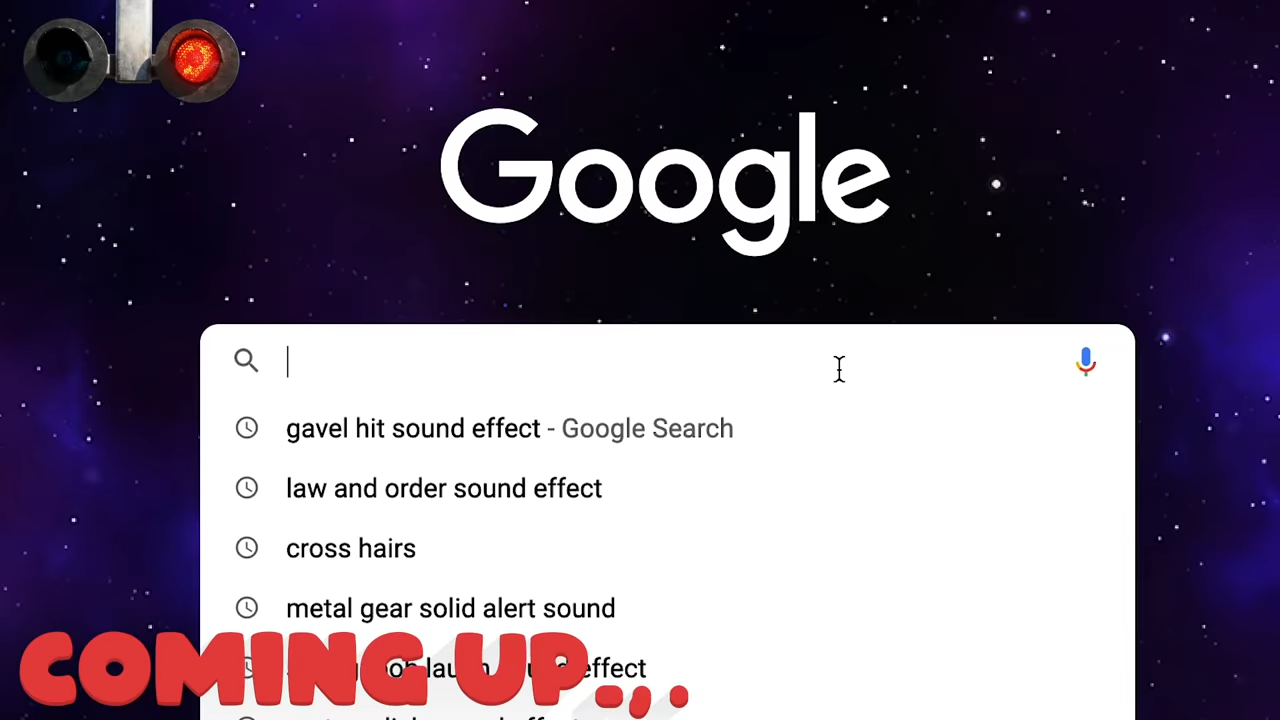 Google
gavel hit sound effect - Google Search
law and order sound effect
cross hairs
metal gear solid alert sound
effect
COMING UP...